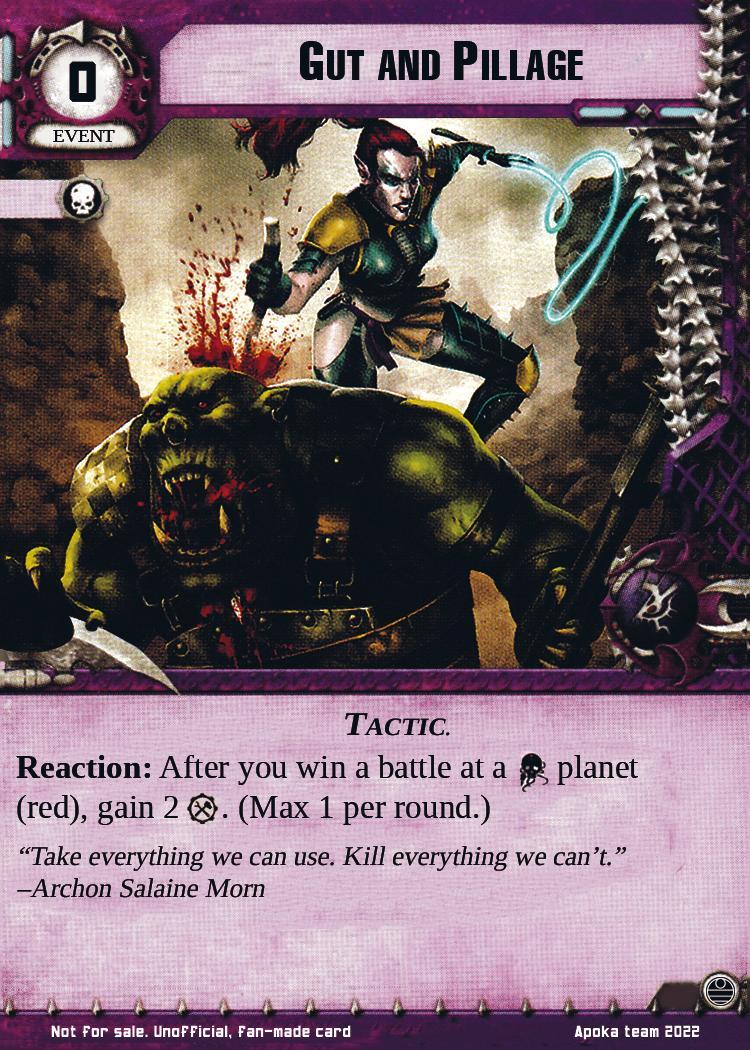 GUT AND PILLAGE
0
EVENT
TACTIC.
Reaction: After you win a battle at a planet
(red), gain 2 . (Max 1 per round.)
“Take everything we can use. Kill everything we can’t.”
–Archon Salaine Morn
Not for sale. Unofficial, fan-made card
Apoka team 2022